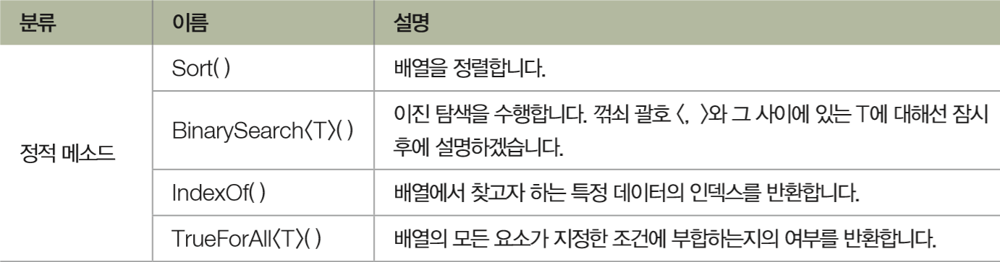 분류 이름 설명
정적 메소드
Sort( ) 배열을 정렬합니다.
BinarySearch〈T〉( ) 이진 탐색을 수행합니다. 꺾쇠 괄호 〈, 〉와 그 사이에 있는 T에 대해선 잠시
후에 설명하겠습니다.
IndexOf( ) 배열에서 찾고자 하는 특정 데이터의 인덱스를 반환합니다.
TrueForAll〈T〉( ) 배열의 모든 요소가 지정한 조건에 부합하는지의 여부를 반환합니다.